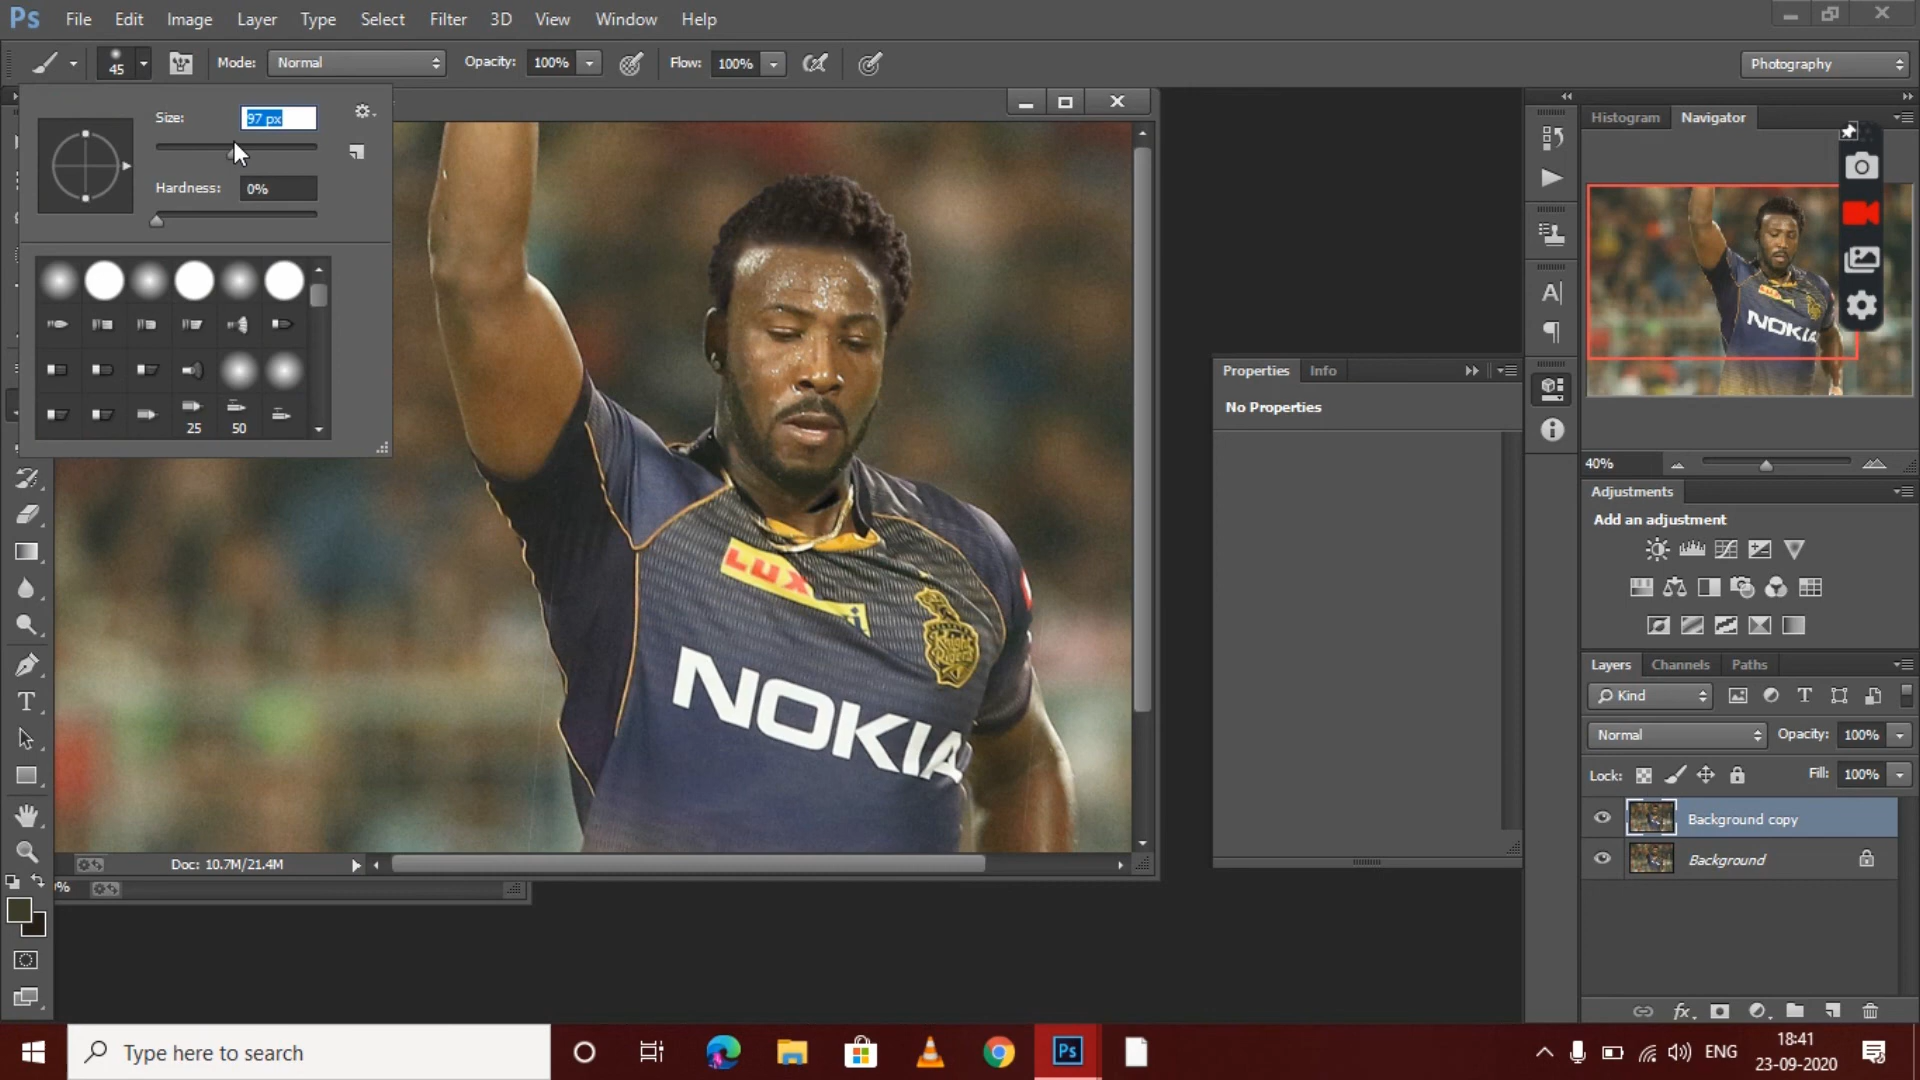 Ps File Edit Image Layer Type Select Filter 3D View Window Help
45 Mode: Normal Opacity: 100% Flow: 100% Photography
Size: 97 px
Hardness: 0%
25 50
Histogram Navigator
LUX
Knight Riders
NOKIA
NOKIA
Properties Info
No Properties
40%
Adjustments
Add an adjustment
Layers Channels Paths
Kind
Normal Opacity: 100%
Lock: Fill: 100%
Background copy
Background
Doc: 10.7M/21.4M
%
Type here to search
Ps
ENG
18:41
23-09-2020